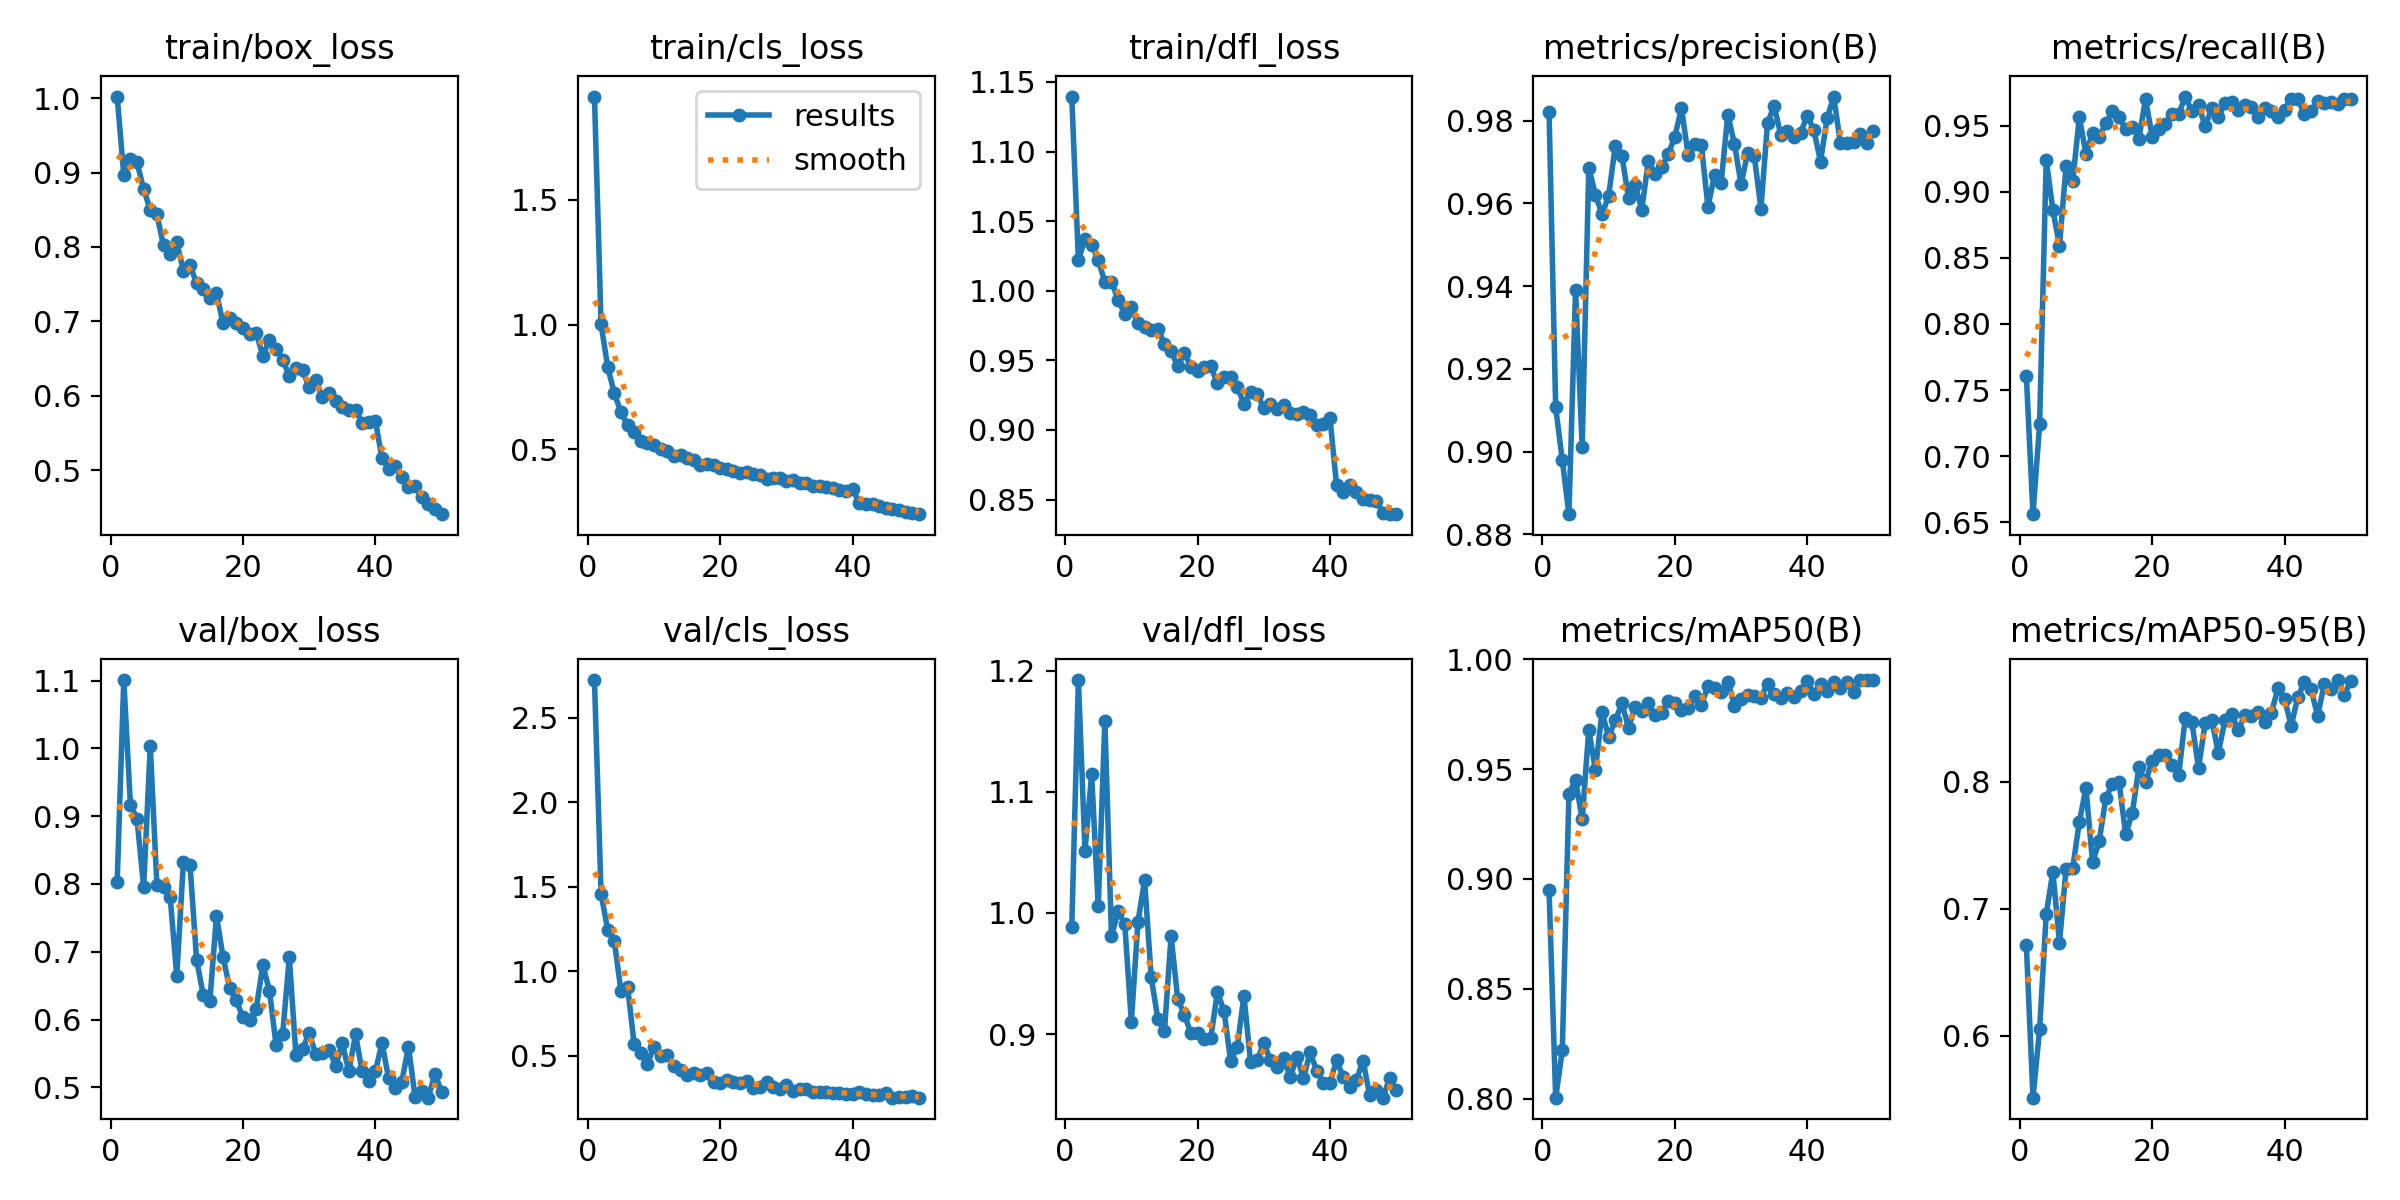 train/box_loss
1.0
0.9
0.8
0.7
0.6
0.5
0 20 40
train/cls_loss
results
smooth
1.5
1.0
0.5
0 20 40
train/dfl_loss
1.15
1.10
1.05
1.00
0.95
0.90
0.85
0 20 40
metrics/precision(B)
0.98
0.96
0.94
0.92
0.90
0.88
0 20 40
metrics/recall(B)
0.95
0.90
0.85
0.80
0.75
0.70
0.65
0 20 40
val/box_loss
1.1
1.0
0.9
0.8
0.7
0.6
0.5
0 20 40
val/cls_loss
2.5
2.0
1.5
1.0
0.5
0 20 40
val/dfl_loss
1.2
1.1
1.0
0.9
0 20 40
metrics/mAP50(B)
1.00
0.95
0.90
0.85
0.80
0 20 40
metrics/mAP50-95(B)
0.8
0.7
0.6
0 20 40